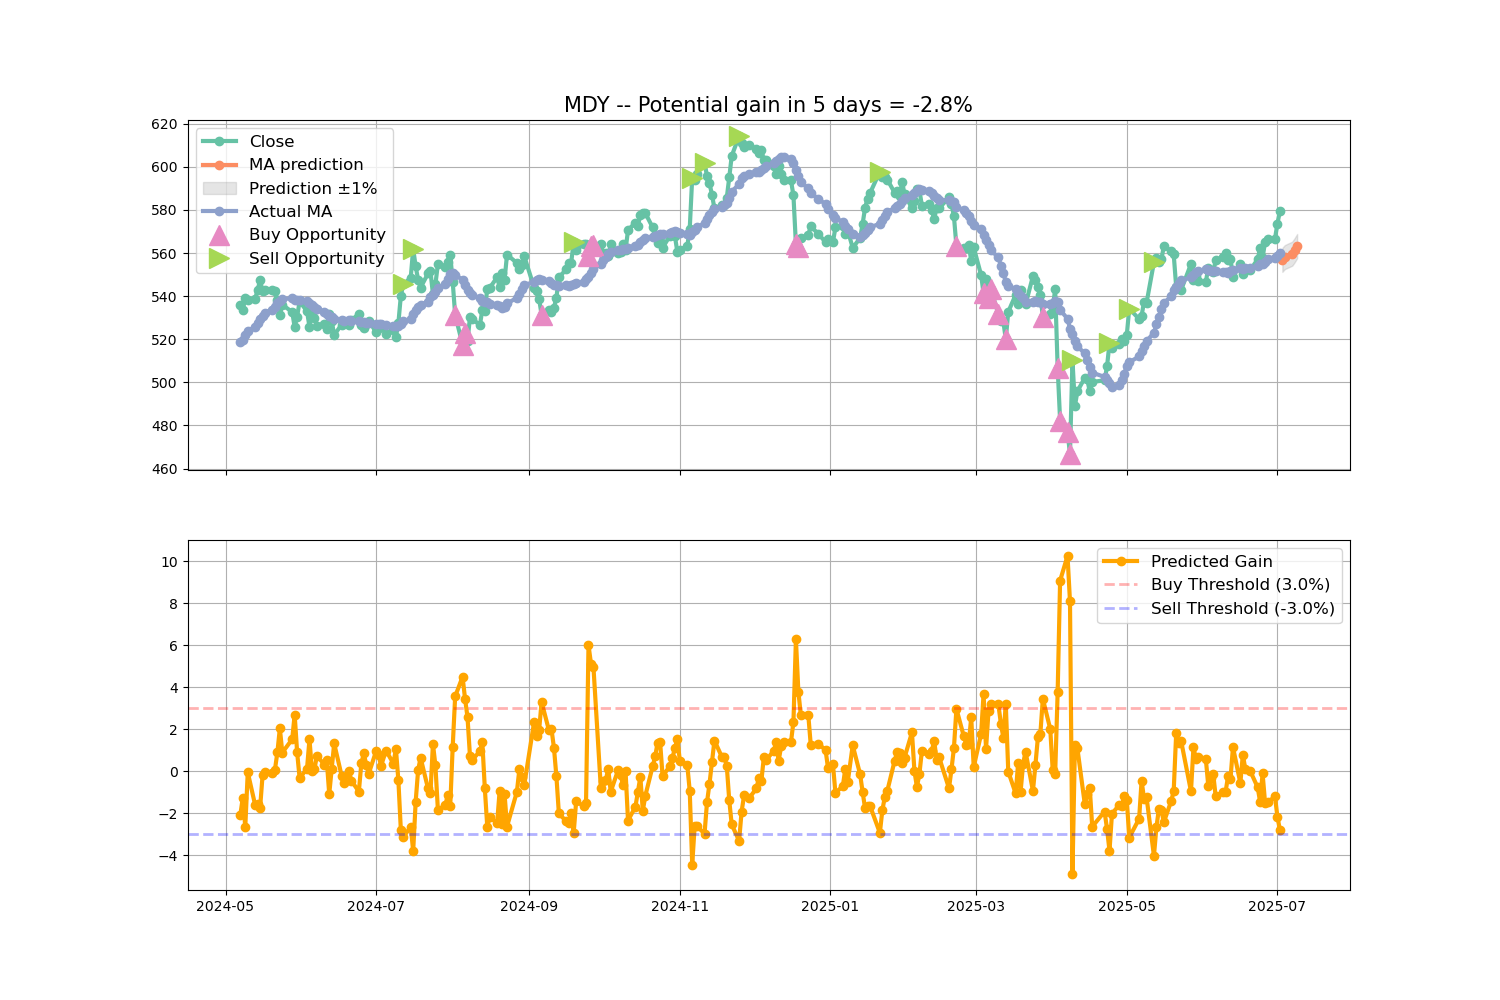 MDY -- Potential gain in 5 days = -2.8%
620
600
580
560
540
520
500
480
460
Close
MA prediction
Prediction ±1%
Actual MA
Buy Opportunity
Sell Opportunity
10
8
6
4
2
0
−2
−4
Predicted Gain
Buy Threshold (3.0%)
Sell Threshold (-3.0%)
2024-05
2024-07
2024-09
2024-11
2025-01
2025-03
2025-05
2025-07